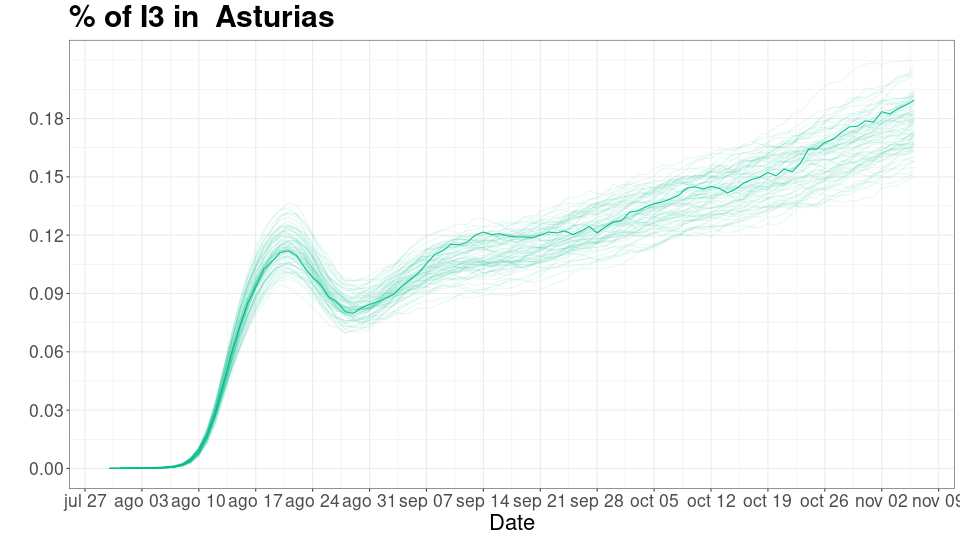 % of I3 in  Asturias
0.18
0.15
0.12
0.09
0.06
0.03
0.00
jul 27 ago 03 ago 10 ago 17 ago 24 ago 31 sep 07 sep 14 sep 21 sep 28 oct 05 oct 12 oct 19 oct 26 nov 02 nov 09
Date